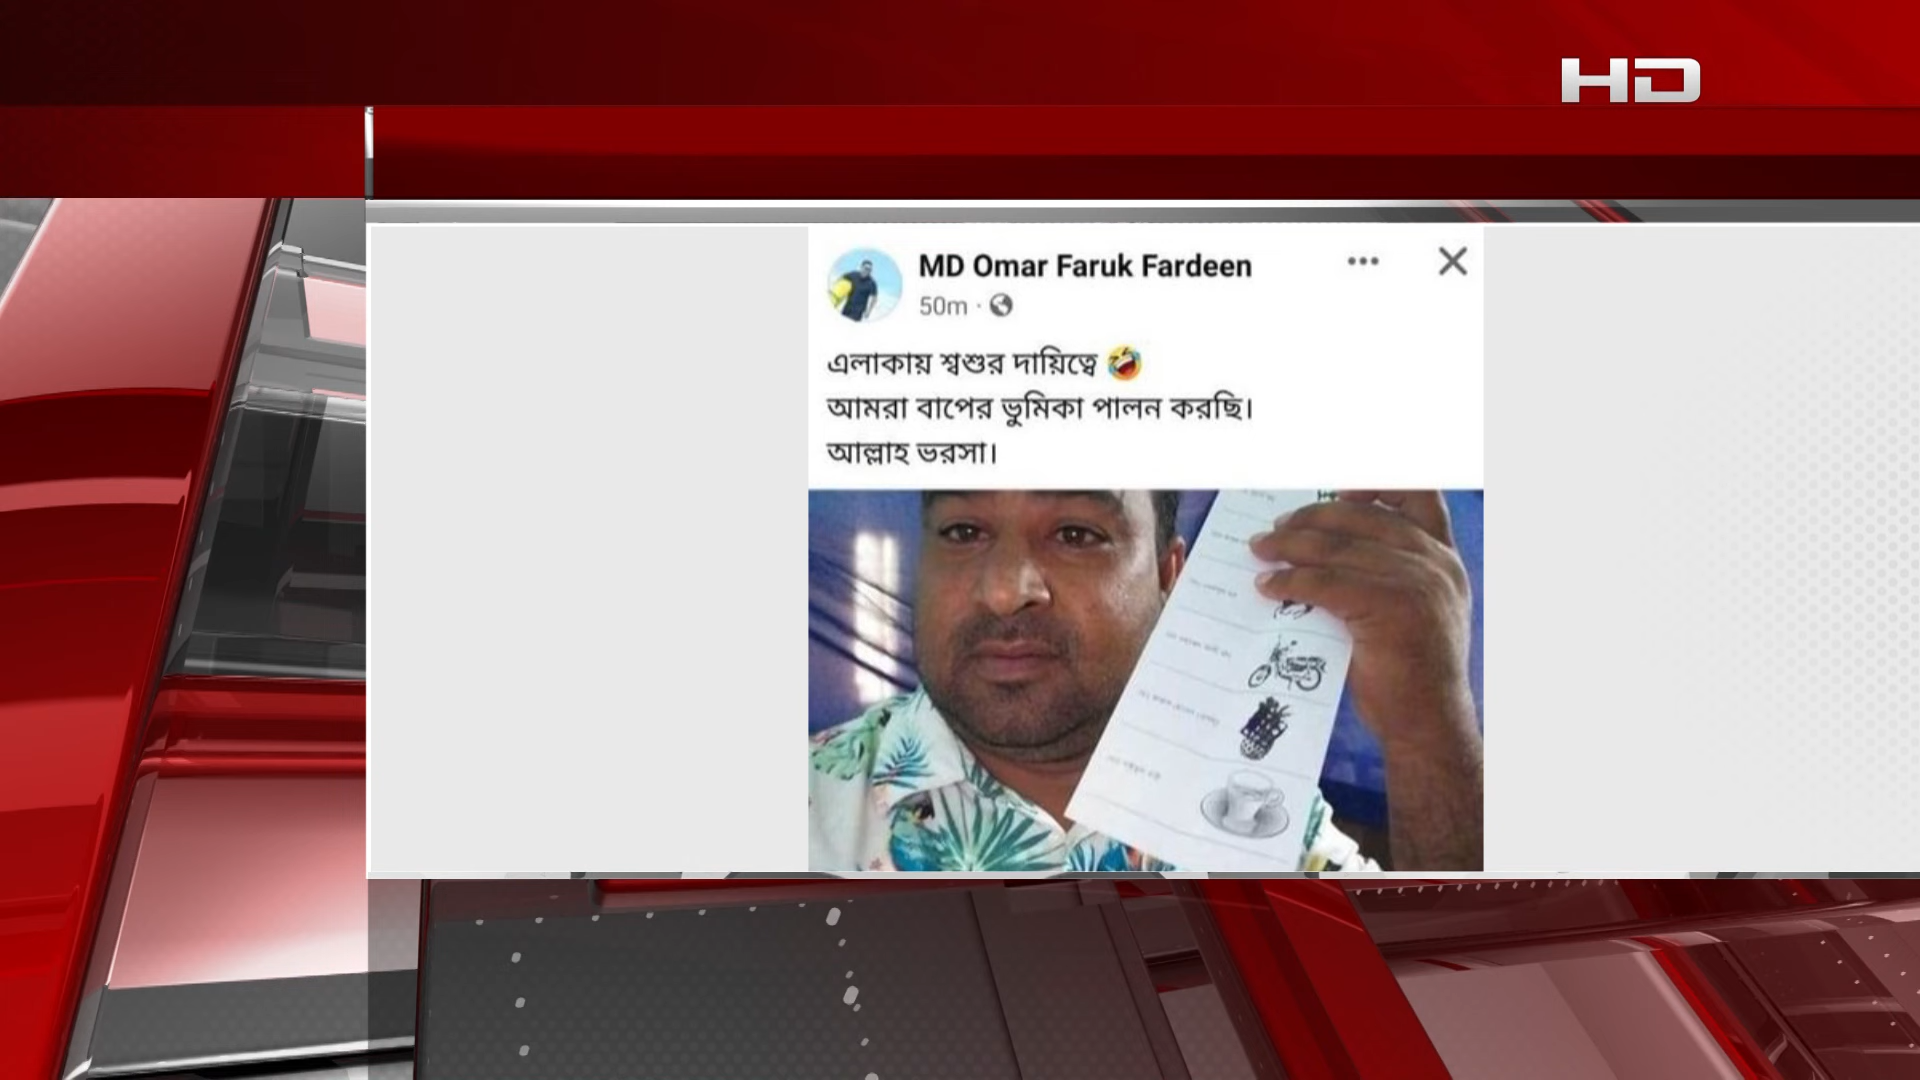 HD
MD Omar Faruk Fardeen
50m
এলাকায় শ্বশুর দায়িত্বে 🤣
আমরা বাপের ভুমিকা পালন করছি।
আল্লাহ ভরসা।